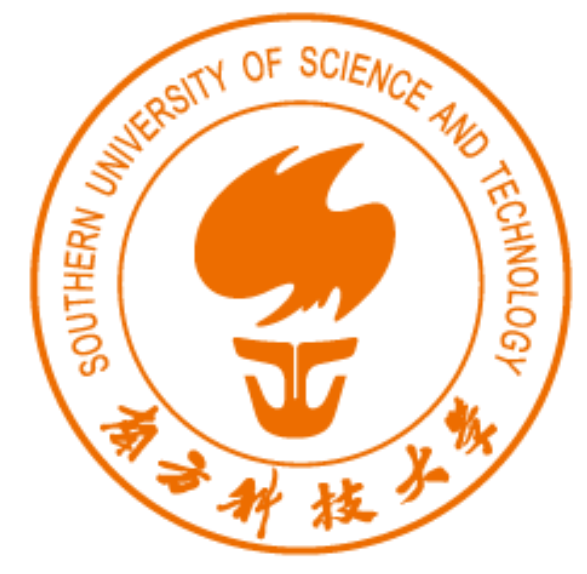 SOUTHERN UNIVERSITY OF SCIENCE AND TECHNOLOGY
南方科技大学